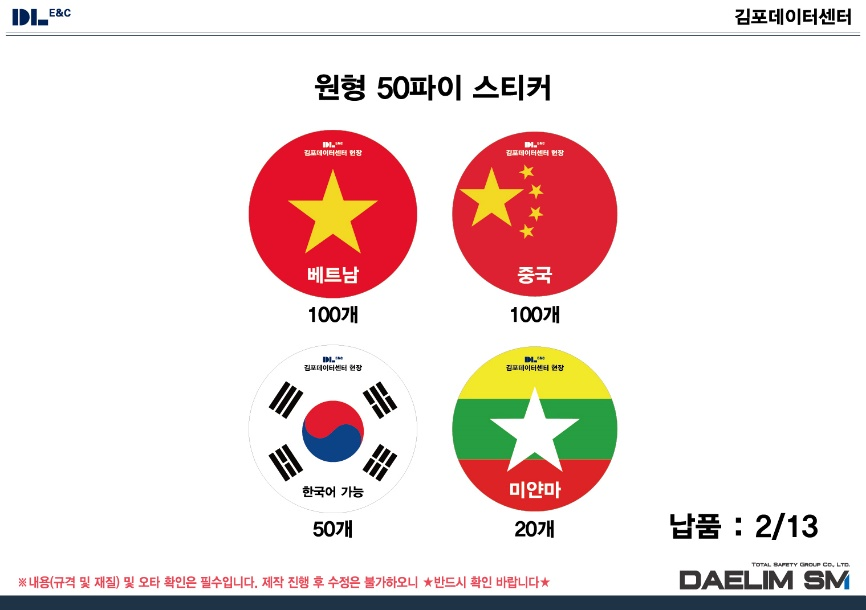 DL E&C
김포데이터센터
원형 50파이 스티커
DL E&C
김포데이터센터 현장
베트남
100개
DL E&C
김포데이터센터 현장
중국
100개
DL E&C
김포데이터센터 현장
한국어 가능
50개
DL E&C
김포데이터센터 현장
미얀마
20개
납품 : 2/13
※내용(규격 및 재질) 및 오타 확인은 필수입니다. 제작 진행 후 수정은 불가하오니 ★반드시 확인 바랍니다★
TOTAL SAFETY GROUP CO., LTD.
DAELIM SM